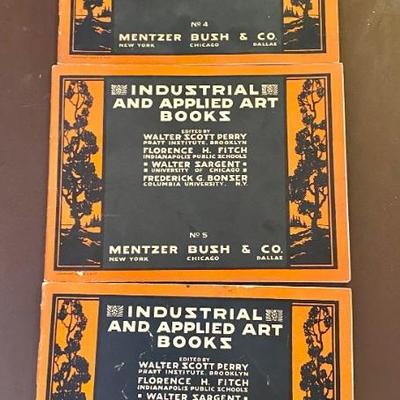 Nº 4
MENTZER BUSH & CO.
NEW YORK CHICAGO DALLAS
INDUSTRIAL
AND APPLIED ART
BOOKS
EDITED BY
WALTER SCOTT PERRY
PRATT INSTITUTE, BROOKLYN
FLORENCE H. FITCH
INDIANAPOLIS PUBLIC SCHOOLS
WALTER SARGENT
UNIVERSITY OF CHICAGO
FREDERICK G. BONSER
COLUMBIA UNIVERSITY, N.Y.
Nº 5
MENTZER BUSH & CO.
NEW YORK CHICAGO DALLAS
INDUSTRIAL
AND APPLIED ART
BOOKS
EDITED BY
WALTER SCOTT PERRY
PRATT INSTITUTE, BROOKLYN
FLORENCE H. FITCH
INDIANAPOLIS PUBLIC SCHOOLS
WALTER SARGENT